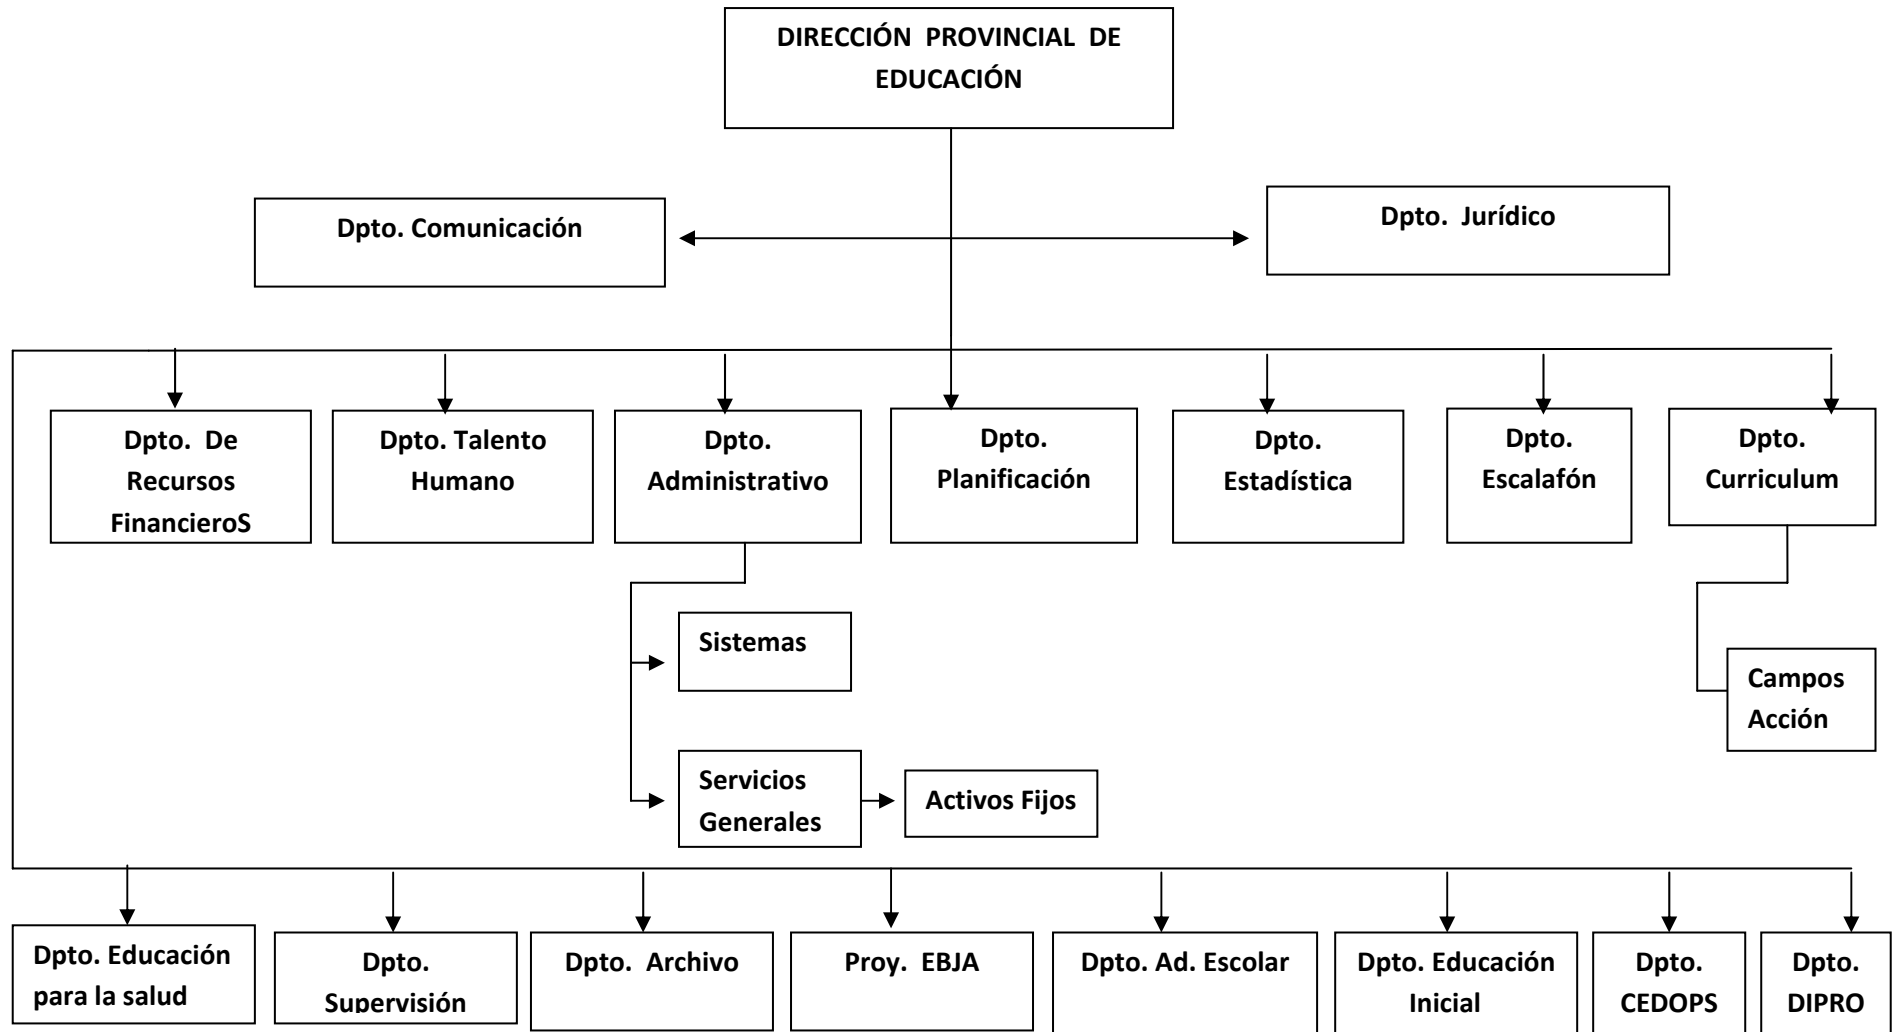 DIRECCIÓN PROVINCIAL DE
EDUCACIÓN
Dpto. Comunicación
Dpto. Jurídico
Dpto. De
Recursos
FinancieroS
Dpto. Talento
Humano
Dpto.
Administrativo
Dpto.
Planificación
Dpto.
Estadística
Dpto.
Escalafón
Dpto.
Curriculum
Sistemas
Campos
Acción
Servicios
Generales
Activos Fijos
Dpto. Educación
para la salud
Dpto.
Supervisión
Dpto. Archivo
Proy. EBJA
Dpto. Ad. Escolar
Dpto. Educación
Inicial
Dpto.
CEDOPS
Dpto.
DIPRO